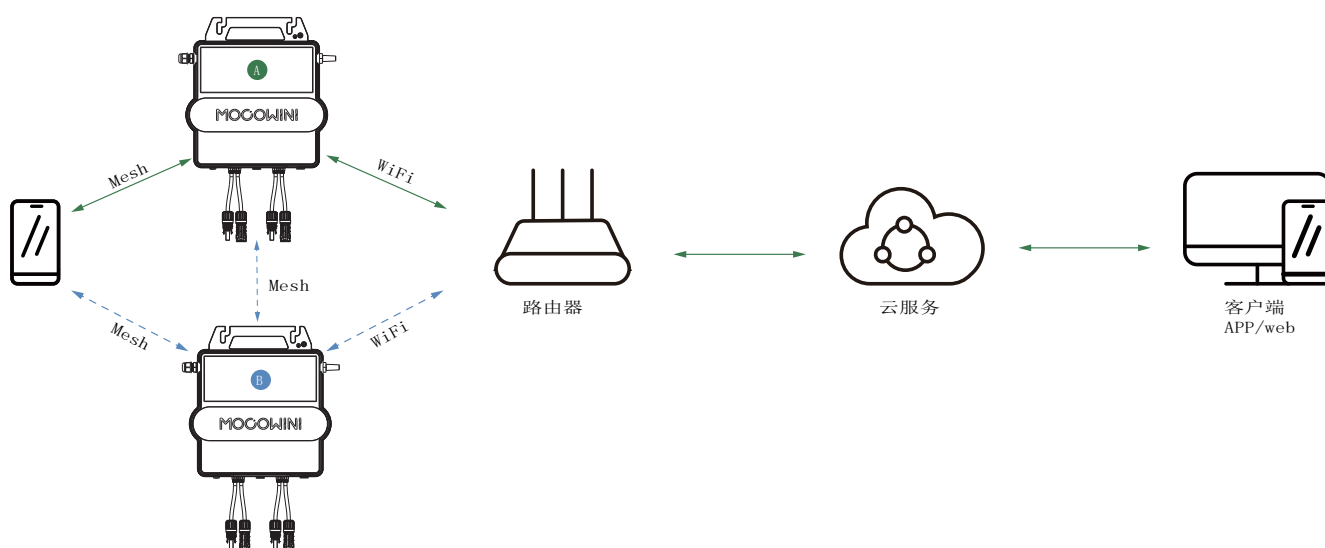 A
MOCOWINI
Mesh
WiFi
Mesh
Mesh
WiFi
B
MOCOWINI
路由器
云服务
客户端
APP/web